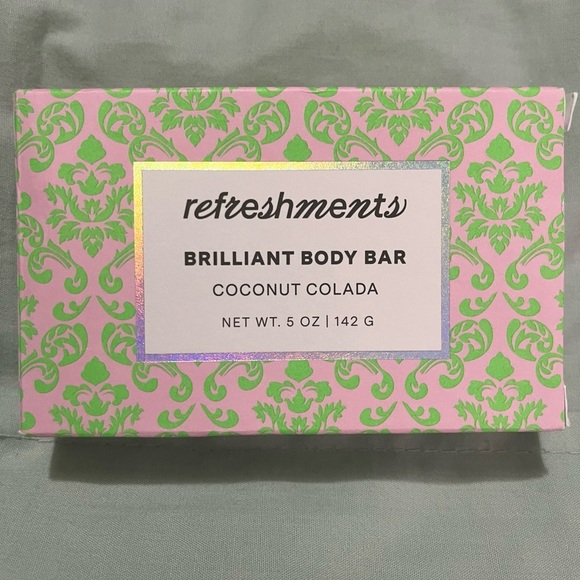 refreshments
BRILLIANT BODY BAR
COCONUT COLADA
NET WT. 5 OZ | 142 G